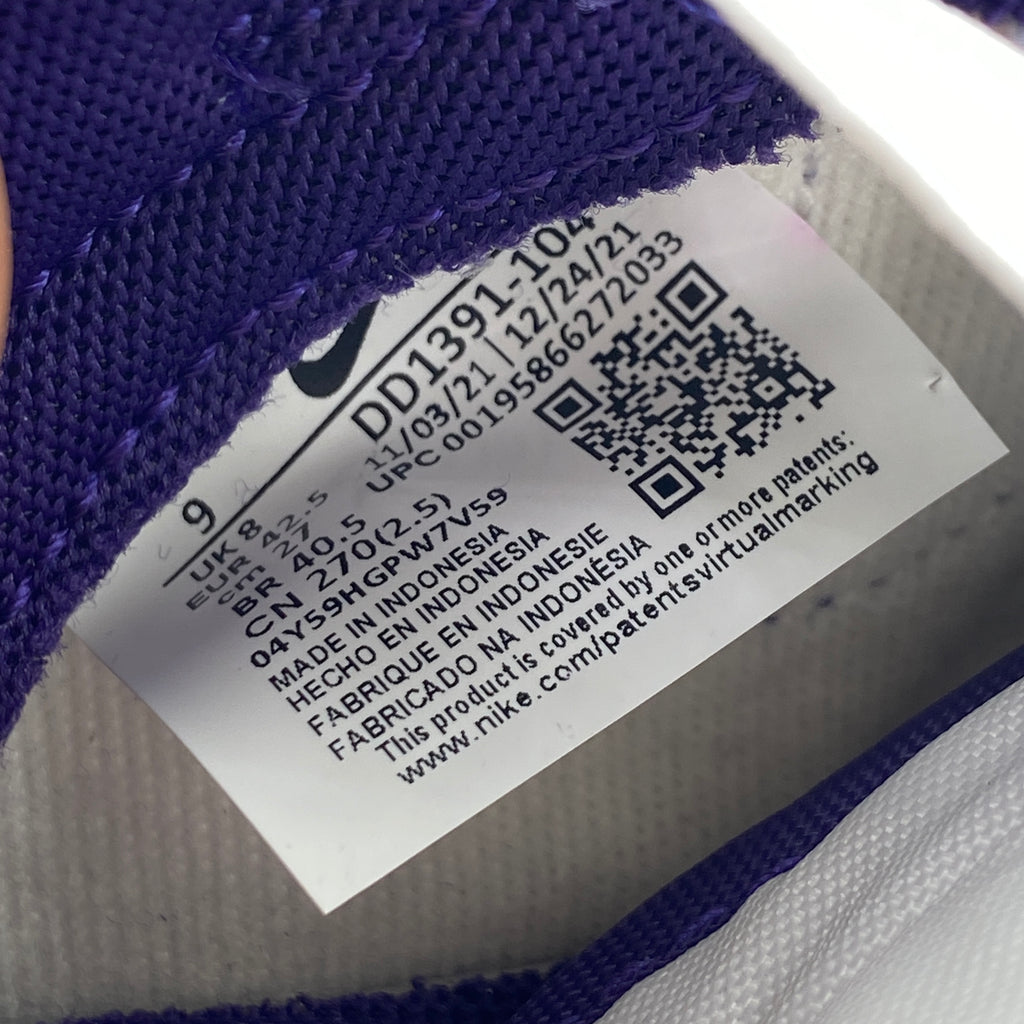 9
DD1391-104
11/03/21 | 12/24/21
UPC 00195866272033
UK 8
EUR 42.5
cm 27
BR 40.5
CN 270(2.5)
04Y59HGPW7V59
MADE IN INDONESIA
HECHO EN INDONESIA
FABRIQUE EN INDONESIE
FABRICADO NA INDONÉSIA
This product is covered by one or more patents:
www.nike.com/patentsvirtualmarking